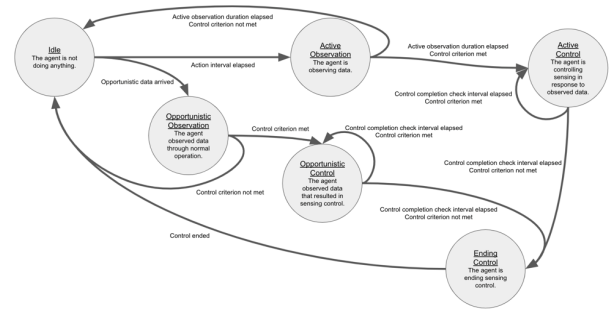 Active observation duration elapsed
Control criterion not met
Idle
The agent is not
doing anything.
Action interval elapsed
Active
Observation
The agent is
observing data.
Active observation duration elapsed
Control criterion met
Active
Control
The agent is
controlling
sensing in
response to
observed data.
Opportunistic data arrived
Control completion check interval elapsed
Control criterion met
Opportunistic
Observation
The agent
observed data
through normal
operation.
Control criterion met
Control completion check interval elapsed
Control criterion met
Opportunistic
Control
The agent
observed data
that resulted in
sensing control.
Control completion check interval elapsed
Control criterion not met
Control criterion not met
Control completion check interval elapsed
Control criterion not met
Control ended
Ending
Control
The agent is
ending sensing
control.